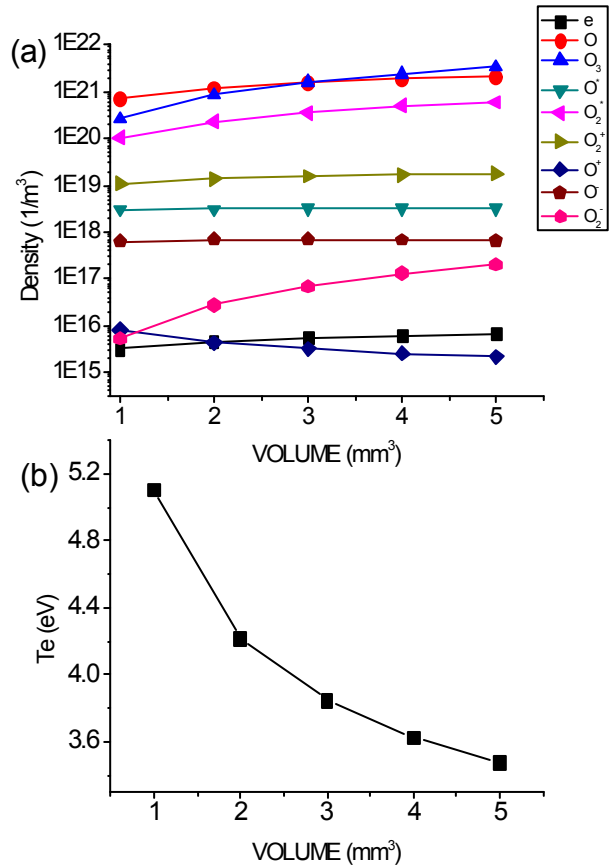 (a)
1E22
1E21
1E20
1E19
1E18
1E17
1E16
1E15
Density (1/m³)
1 2 3 4 5
VOLUME (mm³)
e
O
O₃
O*
O₂*
O₂⁺
O⁺
O⁻
O₂⁻
(b)
5.2
4.8
4.4
4.0
3.6
Te (eV)
1 2 3 4 5
VOLUME (mm³)